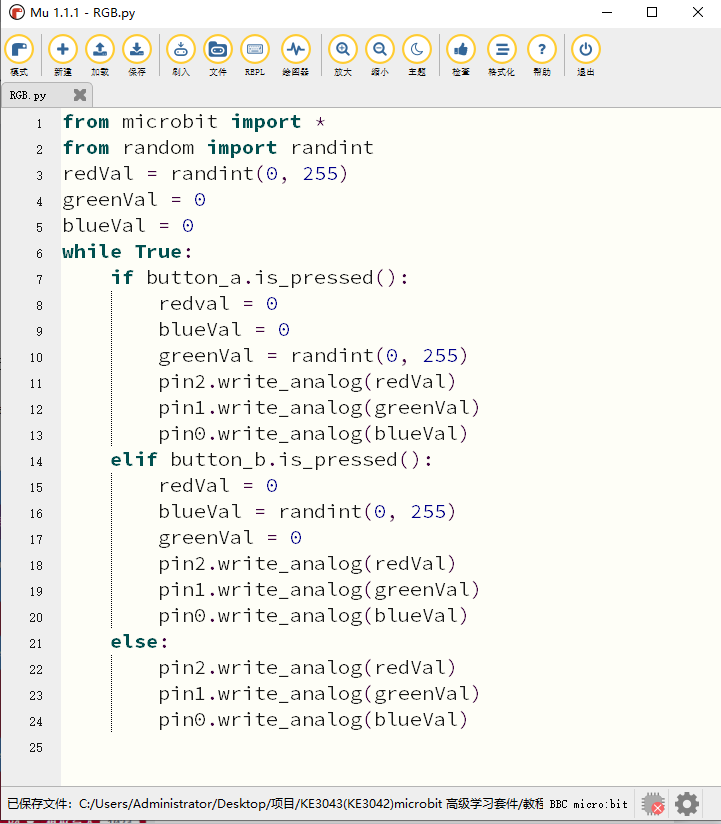 Mu 1.1.1 - RGB.py
模式 新建 加载 保存 刷入 文件 REPL 绘图器 放大 缩小 主题 检查 格式化 帮助 退出
RGB.py
1 from microbit import *
2 from random import randint
3 redVal = randint(0, 255)
4 greenVal = 0
5 blueVal = 0
6 while True:
7     if button_a.is_pressed():
8         redval = 0
9         blueVal = 0
10         greenVal = randint(0, 255)
11         pin2.write_analog(redVal)
12         pin1.write_analog(greenVal)
13         pin0.write_analog(blueVal)
14     elif button_b.is_pressed():
15         redVal = 0
16         blueVal = randint(0, 255)
17         greenVal = 0
18         pin2.write_analog(redVal)
19         pin1.write_analog(greenVal)
20         pin0.write_analog(blueVal)
21     else:
22         pin2.write_analog(redVal)
23         pin1.write_analog(greenVal)
24         pin0.write_analog(blueVal)
25
已保存文件: C:/Users/Administrator/Desktop/项目/KE3043(KE3042)microbit 高级学习套件/教程 BBC micro:bit